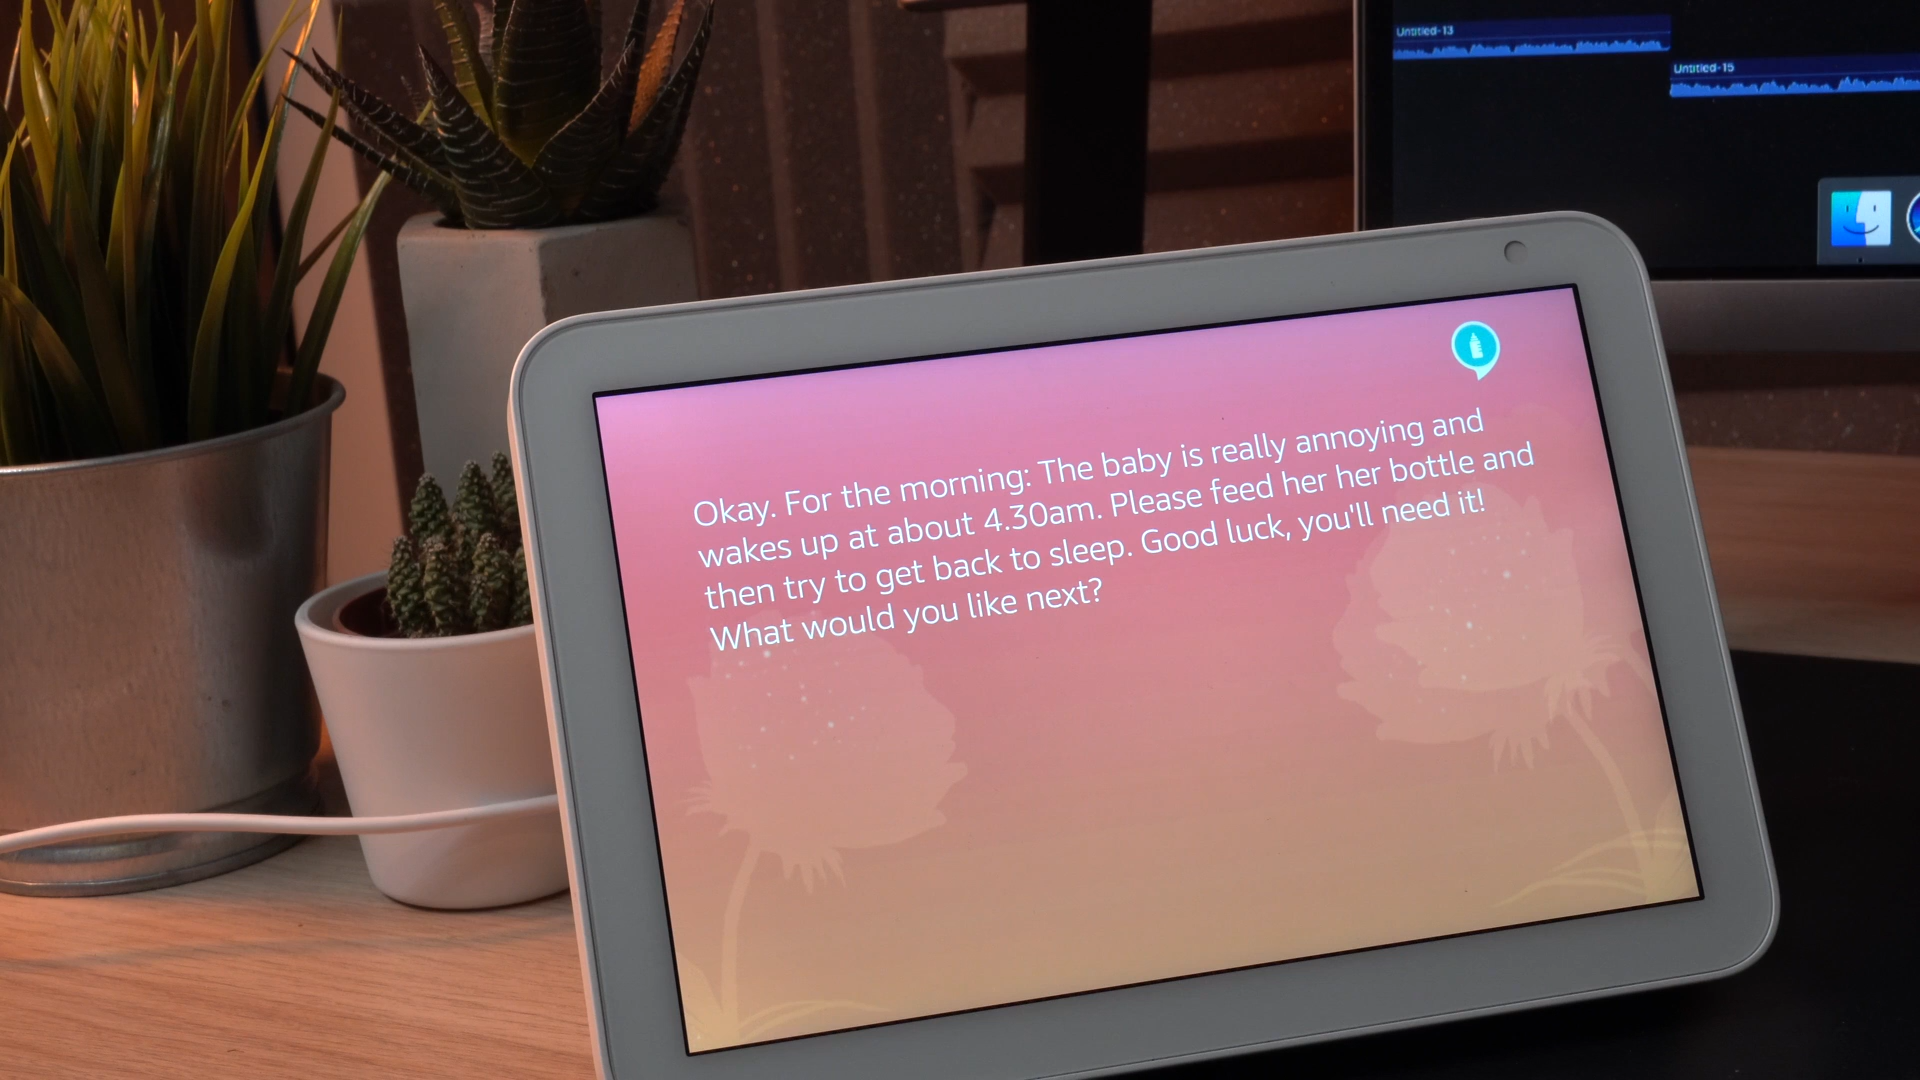 Untitled-13
Untitled-15
Okay. For the morning: The baby is really annoying and
wakes up at about 4.30am. Please feed her her bottle and
then try to get back to sleep. Good luck, you'll need it!
What would you like next?